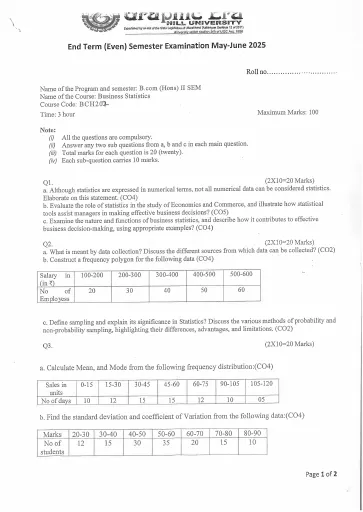 Graphic Era
HILL UNIVERSITY
End Term (Even) Semester Examination May-June 2025
Roll no..............................
Name of the Program and semester: B.com (Hons) II SEM
Name of the Course: Business Statistics
Course Code: BCH203
Time: 3 hour Maximum Marks: 100
Note:
(i) All the questions are compulsory.
(ii) Answer any two sub questions from a, b and c in each main question.
(iii) Total marks for each question is 20 (twenty).
(iv) Each sub-question carries 10 marks.
Q1. (2X10=20 Marks)
a. Although statistics are expressed in numerical terms, not all numerical data can be considered statistics.
Elaborate on this statement. (CO4)
b. Evaluate the role of statistics in the study of Economics and Commerce, and illustrate how statistical
tools assist managers in making effective business decisions? (CO5)
c. Examine the nature and functions of business statistics, and describe how it contributes to effective
business decision-making, using appropriate examples? (CO4)
Q2. (2X10=20 Marks)
a. What is meant by data collection? Discuss the different sources from which data can be collected? (CO2)
b. Construct a frequency polygon for the following data (CO4)
Salary in (in ₹) 100-200 200-300 300-400 400-500 500-600
No of Employess 20 30 40 50 60
c. Define sampling and explain its significance in Statistics? Discuss the various methods of probability and
non-probability sampling, highlighting their differences, advantages, and limitations. (CO2)
Q3. (2X10=20 Marks)
a. Calculate Mean, and Mode from the following frequency distribution:(CO4)
Sales in units 0-15 15-30 30-45 45-60 60-75 90-105 105-120
No of days 10 12 15 15 12 10 05
b. Find the standard deviation and coefficient of Variation from the following data:(CO4)
Marks 20-30 30-40 40-50 50-60 60-70 70-80 80-90
No of students 12 15 30 35 20 15 10
Page 1 of 2